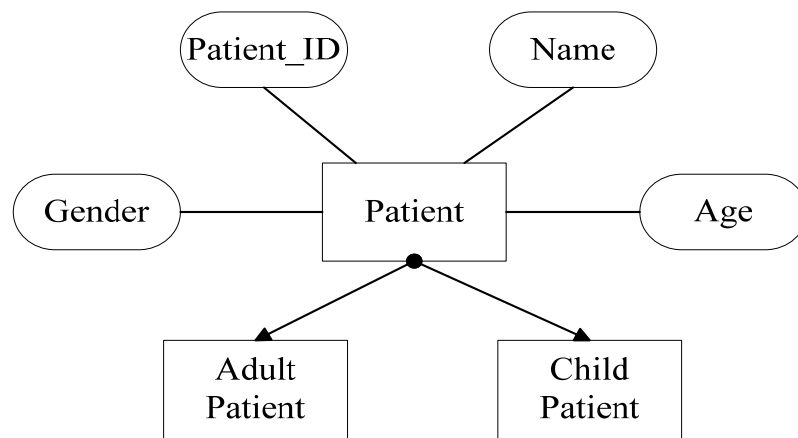 Patient_ID
Name
Gender
Patient
Age
Adult
Patient
Child
Patient